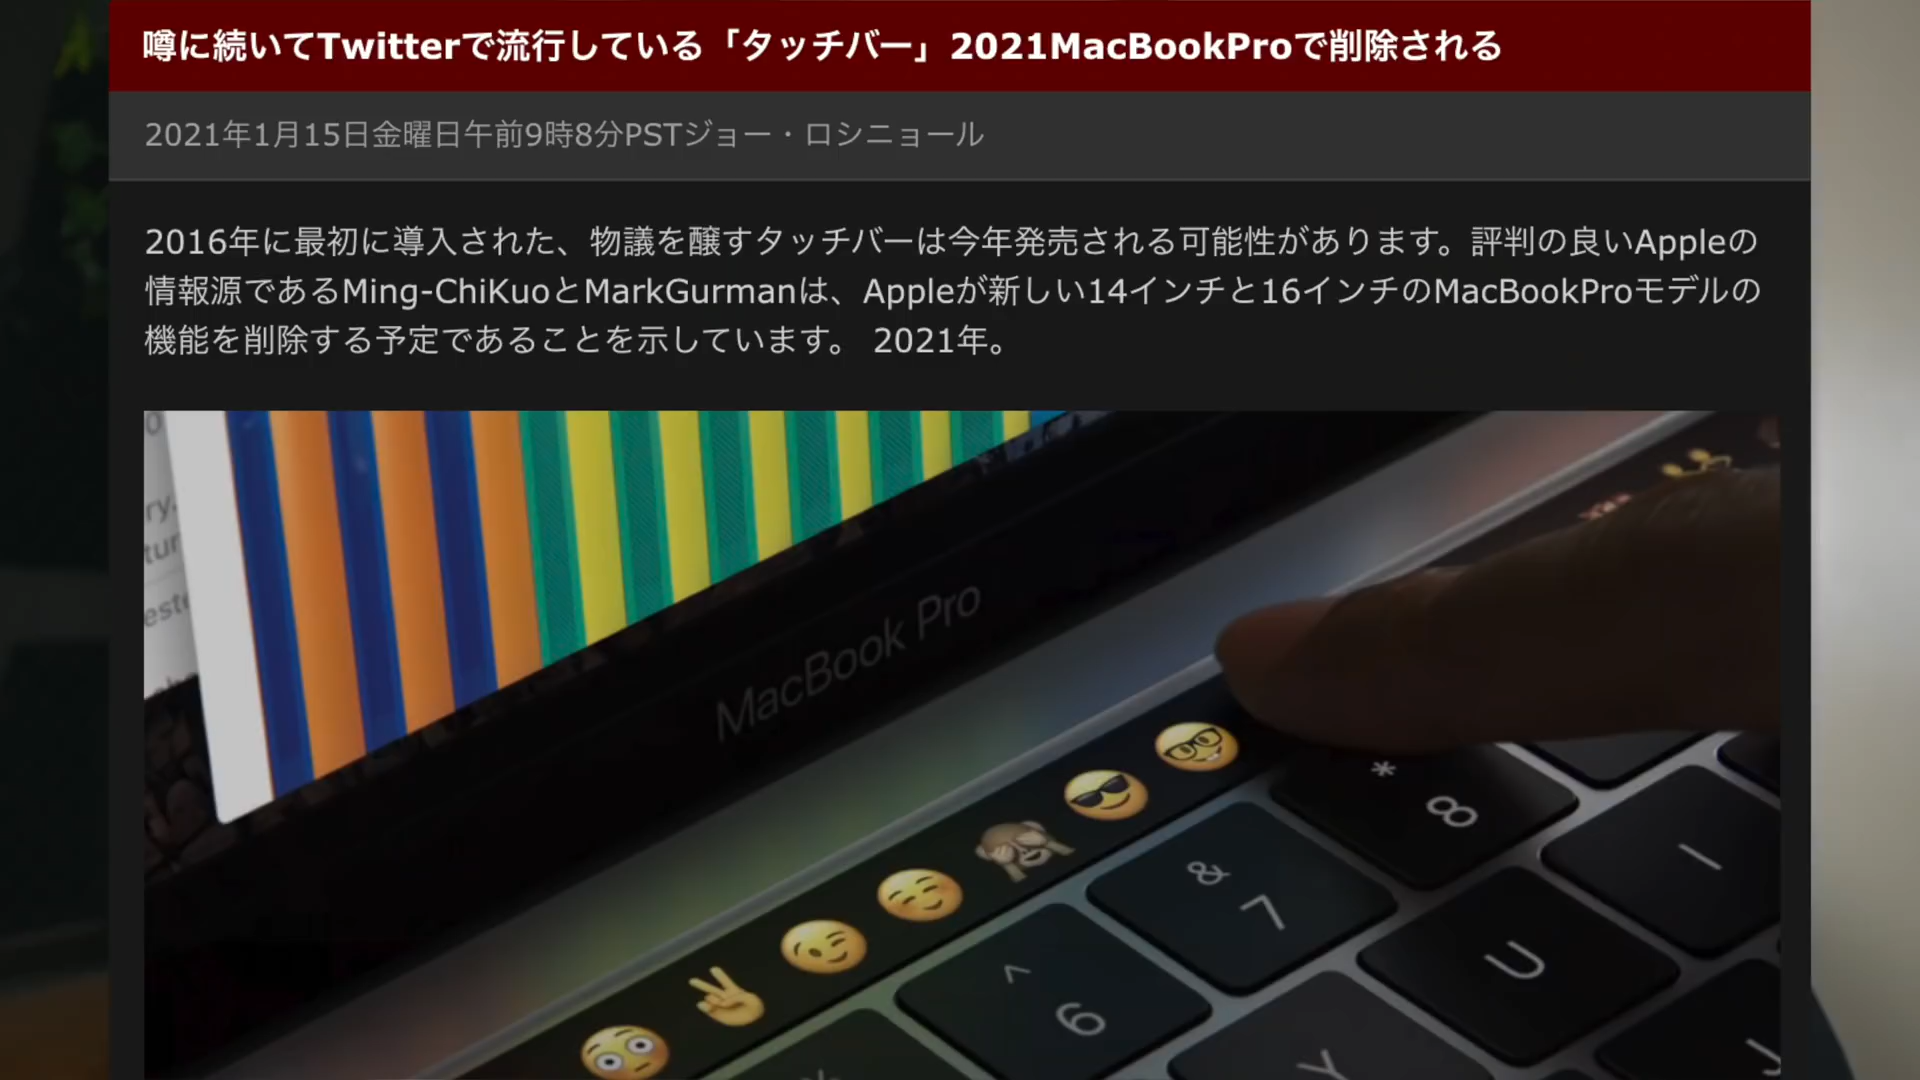 噂に続いてTwitterで流行している「タッチバー」2021MacBookProで削除される
2021年1月15日金曜日午前9時8分PSTジョー・ロシニョール
2016年に最初に導入された、物議を醸すタッチバーは今年発売される可能性があります。評判の良いAppleの
情報源であるMing-ChiKuoとMarkGurmanは、Appleが新しい14インチと16インチのMacBookProモデルの
機能を削除する予定であることを示しています。 2021年。
MacBook Pro
*
8
&
7
I
^
6
U
Y
J